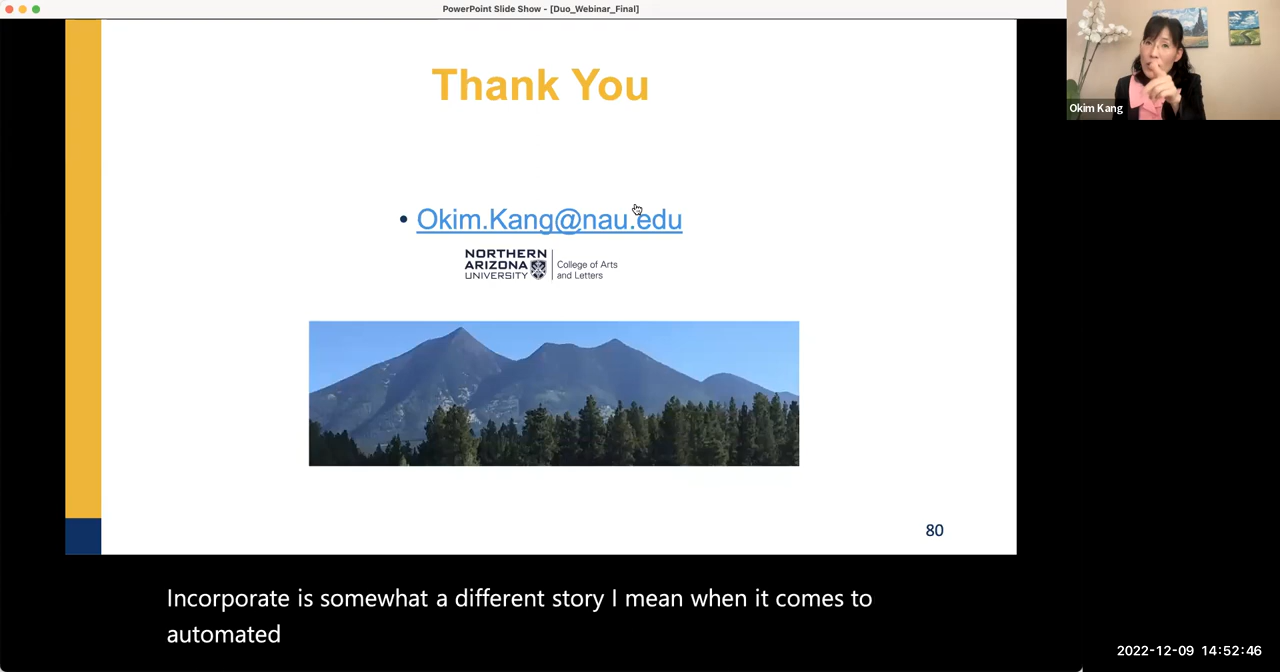 PowerPoint Slide Show - [Duo_Webinar_Final]
Thank You
Okim Kang
• Okim.Kang@nau.edu
NORTHERN
ARIZONA
UNIVERSITY
College of Arts
and Letters
80
Incorporate is somewhat a different story I mean when it comes to
automated
2022-12-09 14:52:46